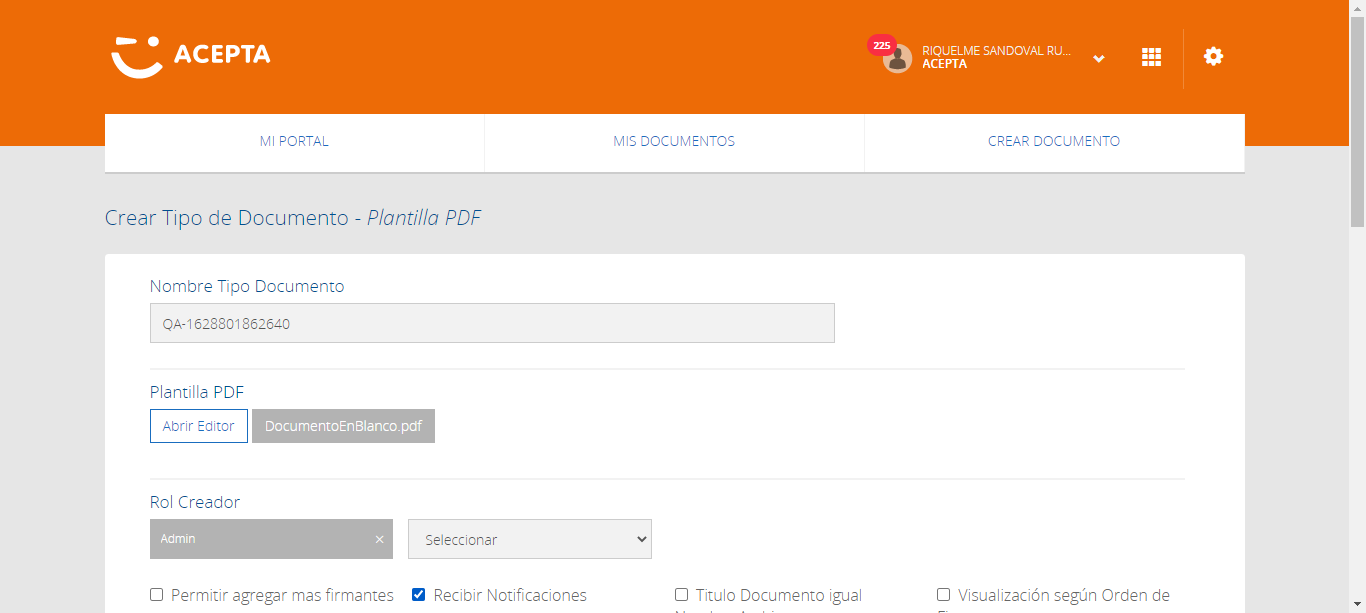 ACEPTA
225
RIQUELME SANDOVAL RU...
ACEPTA
MI PORTAL
MIS DOCUMENTOS
CREAR DOCUMENTO
Crear Tipo de Documento - Plantilla PDF
Nombre Tipo Documento
QA-1628801862640
Plantilla PDF
Abrir Editor
DocumentoEnBlanco.pdf
Rol Creador
Admin ×
Seleccionar
Permitir agregar mas firmantes
Recibir Notificaciones
Titulo Documento igual
Visualización según Orden de